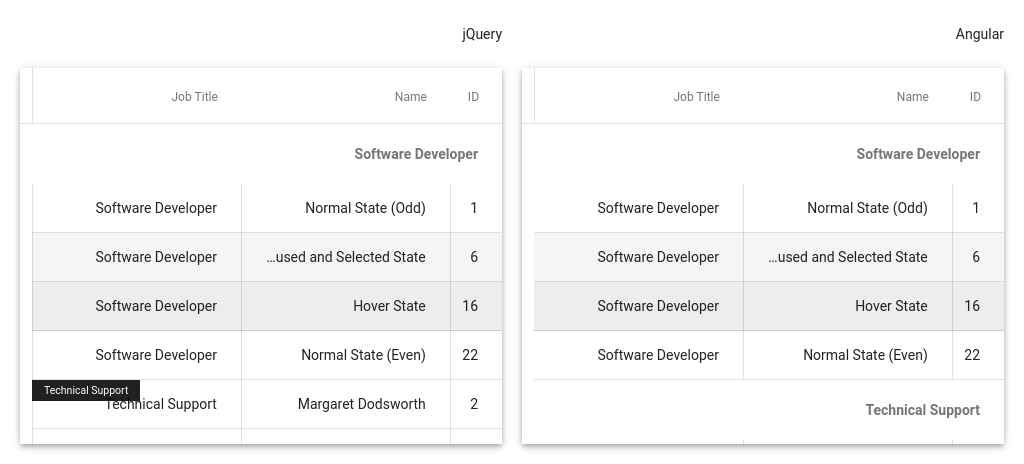 jQuery
Job Title Name ID
Software Developer
Software Developer Normal State (Odd) 1
Software Developer ...used and Selected State 6
Software Developer Hover State 16
Software Developer Normal State (Even) 22
Technical Support
Technical Support Margaret Dodsworth 2
Angular
Job Title Name ID
Software Developer
Software Developer Normal State (Odd) 1
Software Developer ...used and Selected State 6
Software Developer Hover State 16
Software Developer Normal State (Even) 22
Technical Support